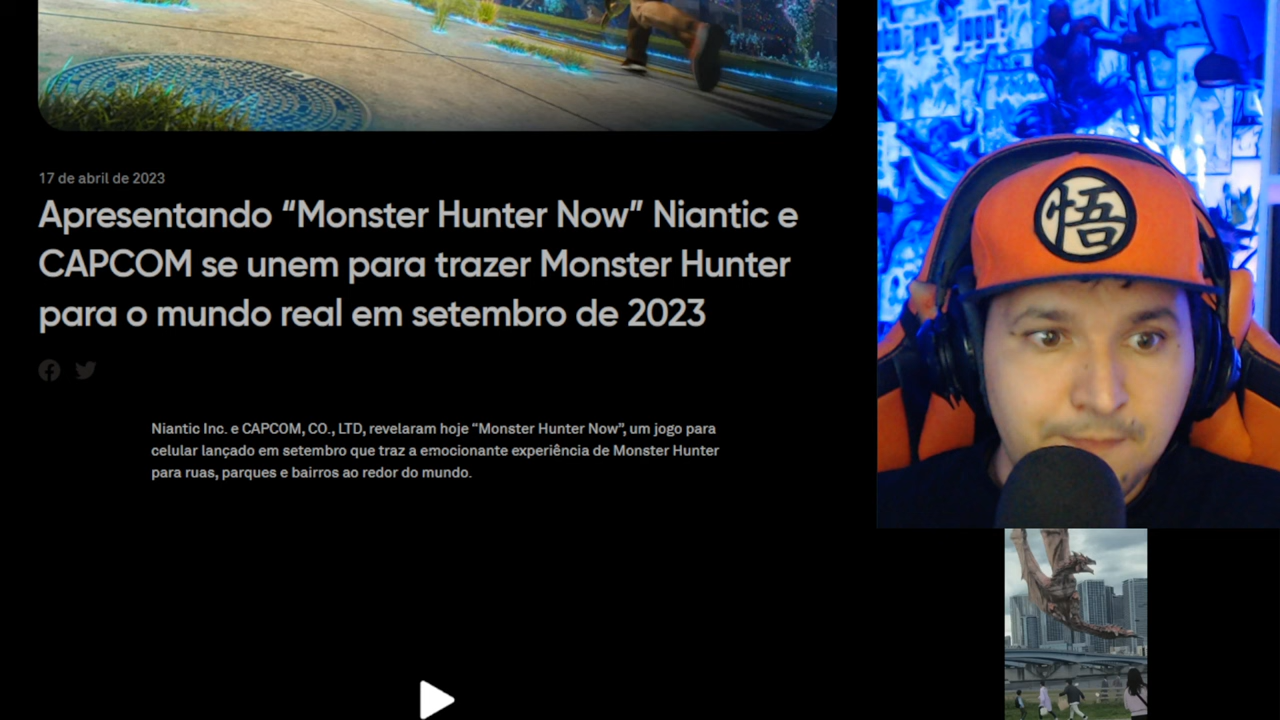 17 de abril de 2023
Apresentando “Monster Hunter Now” Niantic e
CAPCOM se unem para trazer Monster Hunter
para o mundo real em setembro de 2023
Niantic Inc. e CAPCOM, CO., LTD, revelaram hoje “Monster Hunter Now”, um jogo para
celular lançado em setembro que traz a emocionante experiência de Monster Hunter
para ruas, parques e bairros ao redor do mundo.
悟